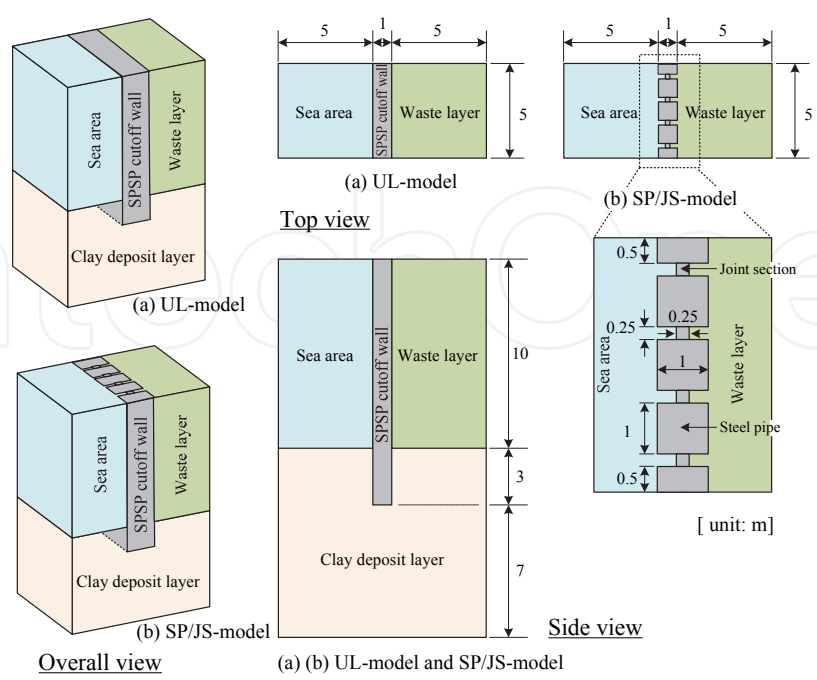 Sea area
SPSP cutoff wall
Waste layer
Clay deposit layer
(a) UL-model
Sea area
SPSP cutoff wall
Waste layer
Clay deposit layer
(b) SP/JS-model
Overall view
5
1
5
Sea area
SPSP cutoff wall
Waste layer
5
(a) UL-model
Top view
5
1
5
Sea area
Waste layer
5
(b) SP/JS-model
Sea area
SPSP cutoff wall
Waste layer
10
3
Clay deposit layer
7
(a) (b) UL-model and SP/JS-model
Side view
0.5
Joint section
0.25
0.25
Sea area
1
Waste layer
1
Steel pipe
0.5
[ unit: m]